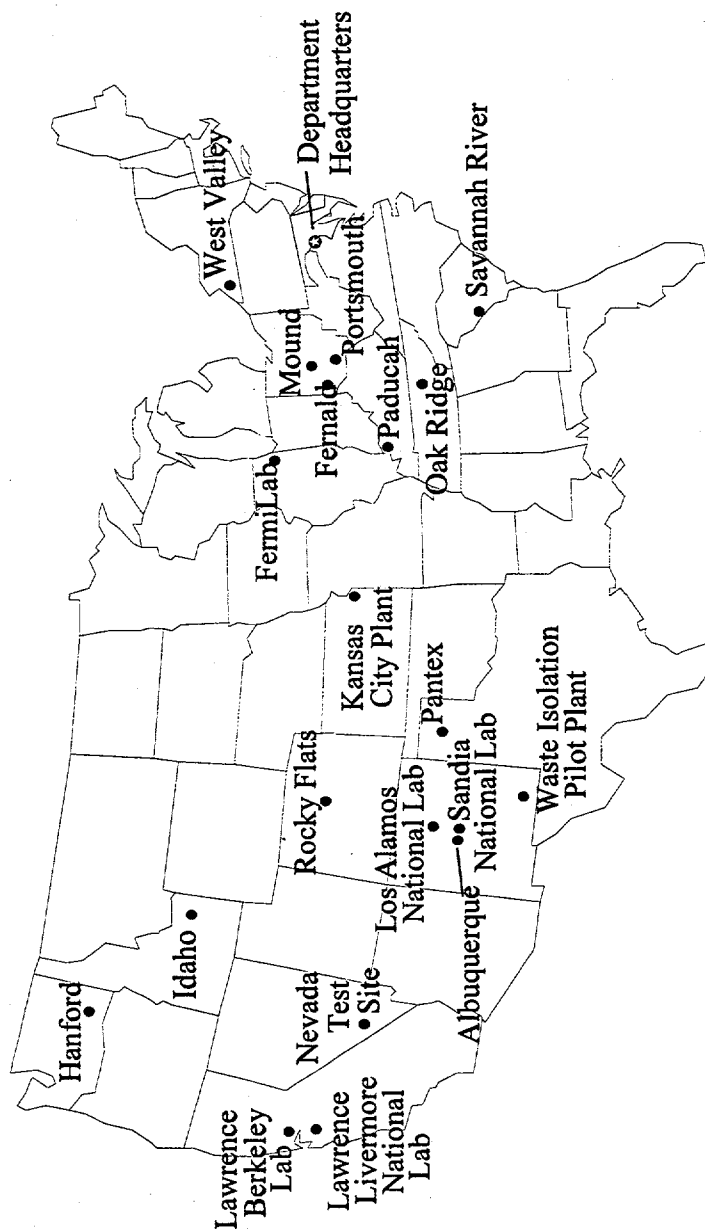 Hanford
Idaho
Lawrence
Berkeley
Lab
Lawrence
Livermore
National
Lab
Nevada
Test
Site
Rocky Flats
Los Alamos
National Lab
Albuquerque
Sandia
National Lab
Pantex
Waste Isolation
Pilot Plant
Kansas
City Plant
FermiLab
Mound
Fernald
Portsmouth
Paducah
Oak Ridge
West Valley
Department
Headquarters
Savannah River